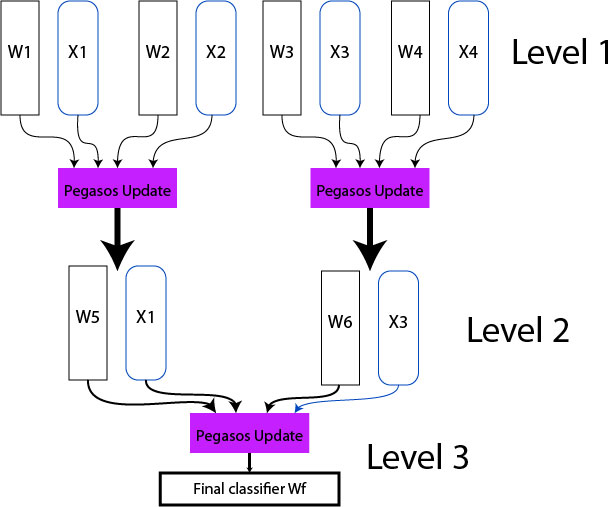 W1 X1 W2 X2 W3 X3 W4 X4 Level 1
Pegasos Update Pegasos Update
W5 X1 W6 X3 Level 2
Pegasos Update
Level 3
Final classifier Wf